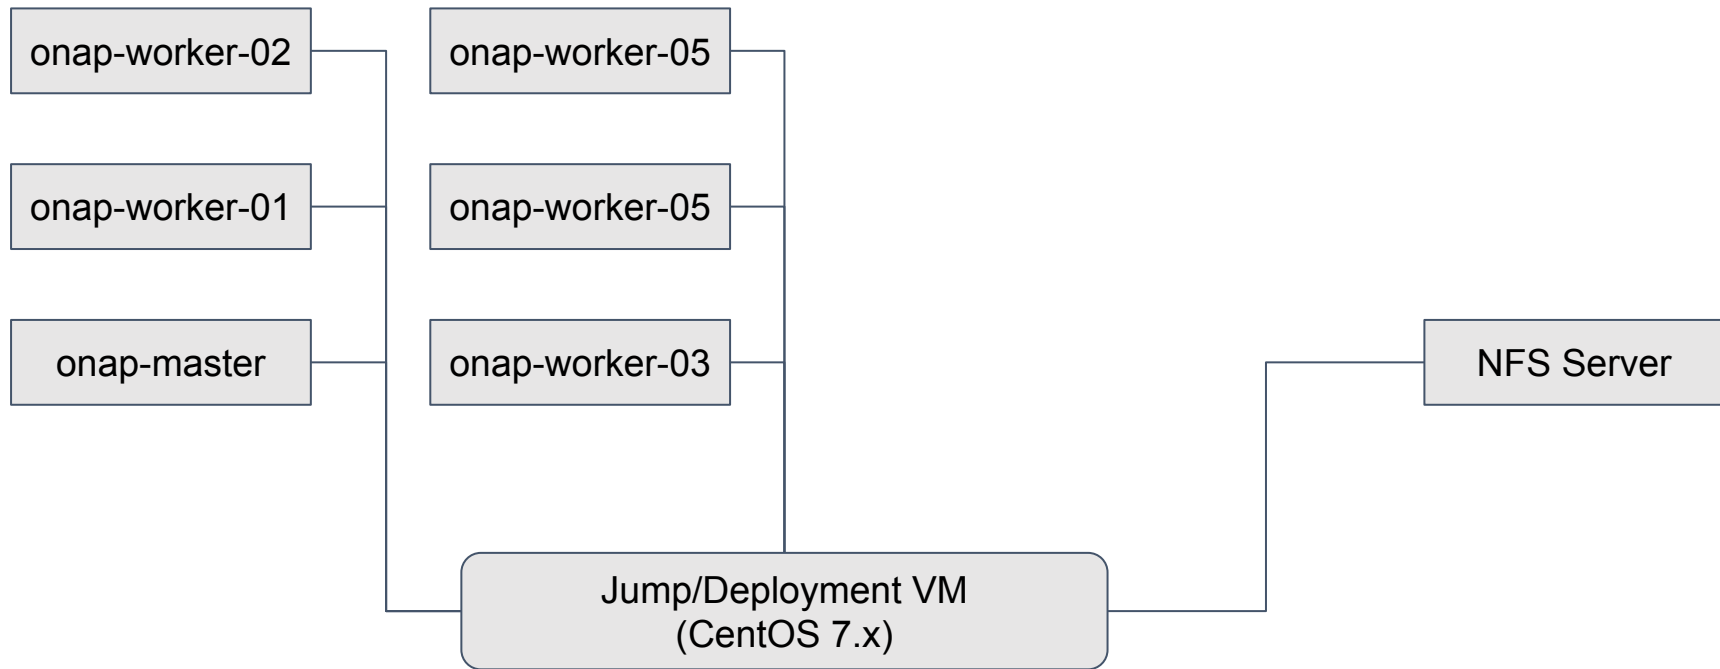 onap-worker-02
onap-worker-05
onap-worker-01
onap-worker-05
onap-master
onap-worker-03
NFS Server
Jump/Deployment VM
(CentOS 7.x)